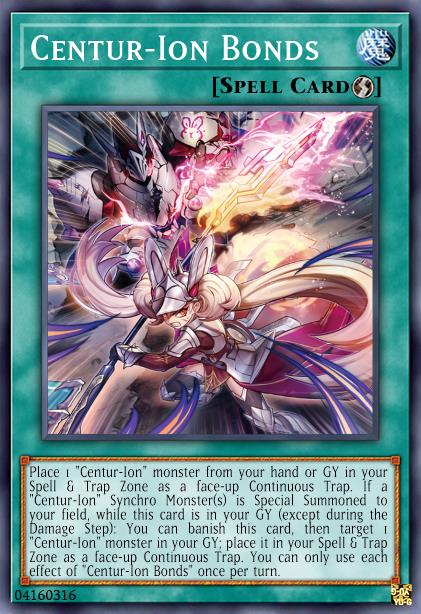 Centur-Ion Bonds
[Spell Card]
Place 1 "Centur-Ion" monster from your hand or GY in your
Spell & Trap Zone as a face-up Continuous Trap. If a
"Centur-Ion" Synchro Monster(s) is Special Summoned to
your field, while this card is in your GY (except during the
Damage Step): You can banish this card, then target 1
"Centur-Ion" monster in your GY; place it in your Spell & Trap
Zone as a face-up Continuous Trap. You can only use each
effect of "Centur-Ion Bonds" once per turn.
04160316